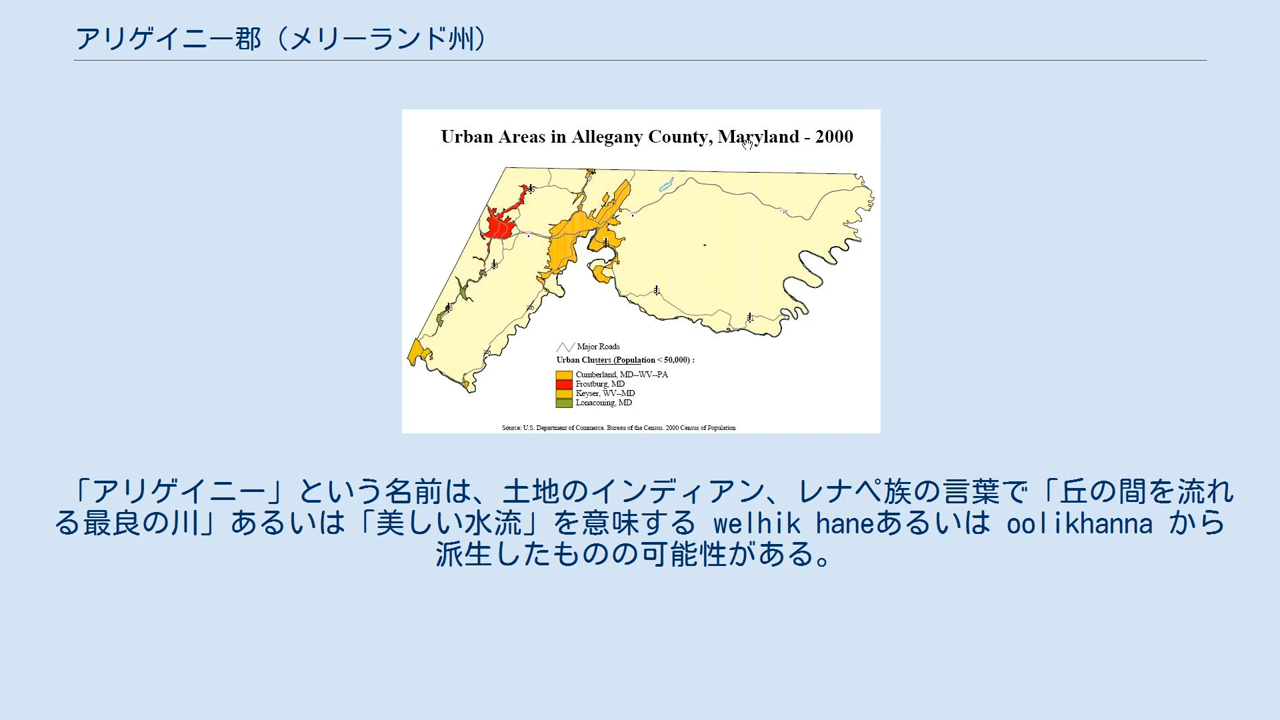 アリゲイニー郡（メリーランド州）
Urban Areas in Allegany County, Maryland - 2000
Major Roads
Urban Clusters (Population < 50,000) :
Cumberland, MD--WV--PA
Frostburg, MD
Keyser, WV--MD
Lonaconing, MD
Source: U.S. Department of Commerce. Bureau of the Census. 2000 Census of Population
「アリゲイニー」という名前は、土地のインディアン、レナペ族の言葉で「丘の間を流れ
る最良の川」あるいは「美しい水流」を意味する welhik haneあるいは oolikhanna から
派生したものの可能性がある。